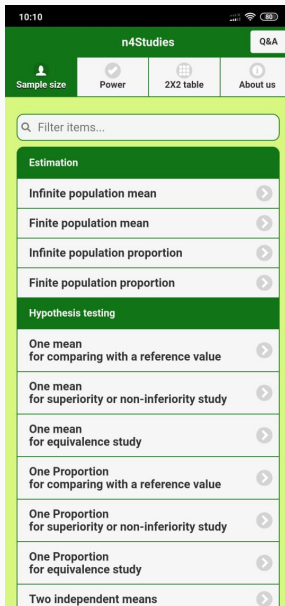 10:10
80
n4Studies
Q&A
Sample size
Power
2X2 table
About us
Filter items...
Estimation
Infinite population mean
Finite population mean
Infinite population proportion
Finite population proportion
Hypothesis testing
One mean
for comparing with a reference value
One mean
for superiority or non-inferiority study
One mean
for equivalence study
One Proportion
for comparing with a reference value
One Proportion
for superiority or non-inferiority study
One Proportion
for equivalence study
Two independent means